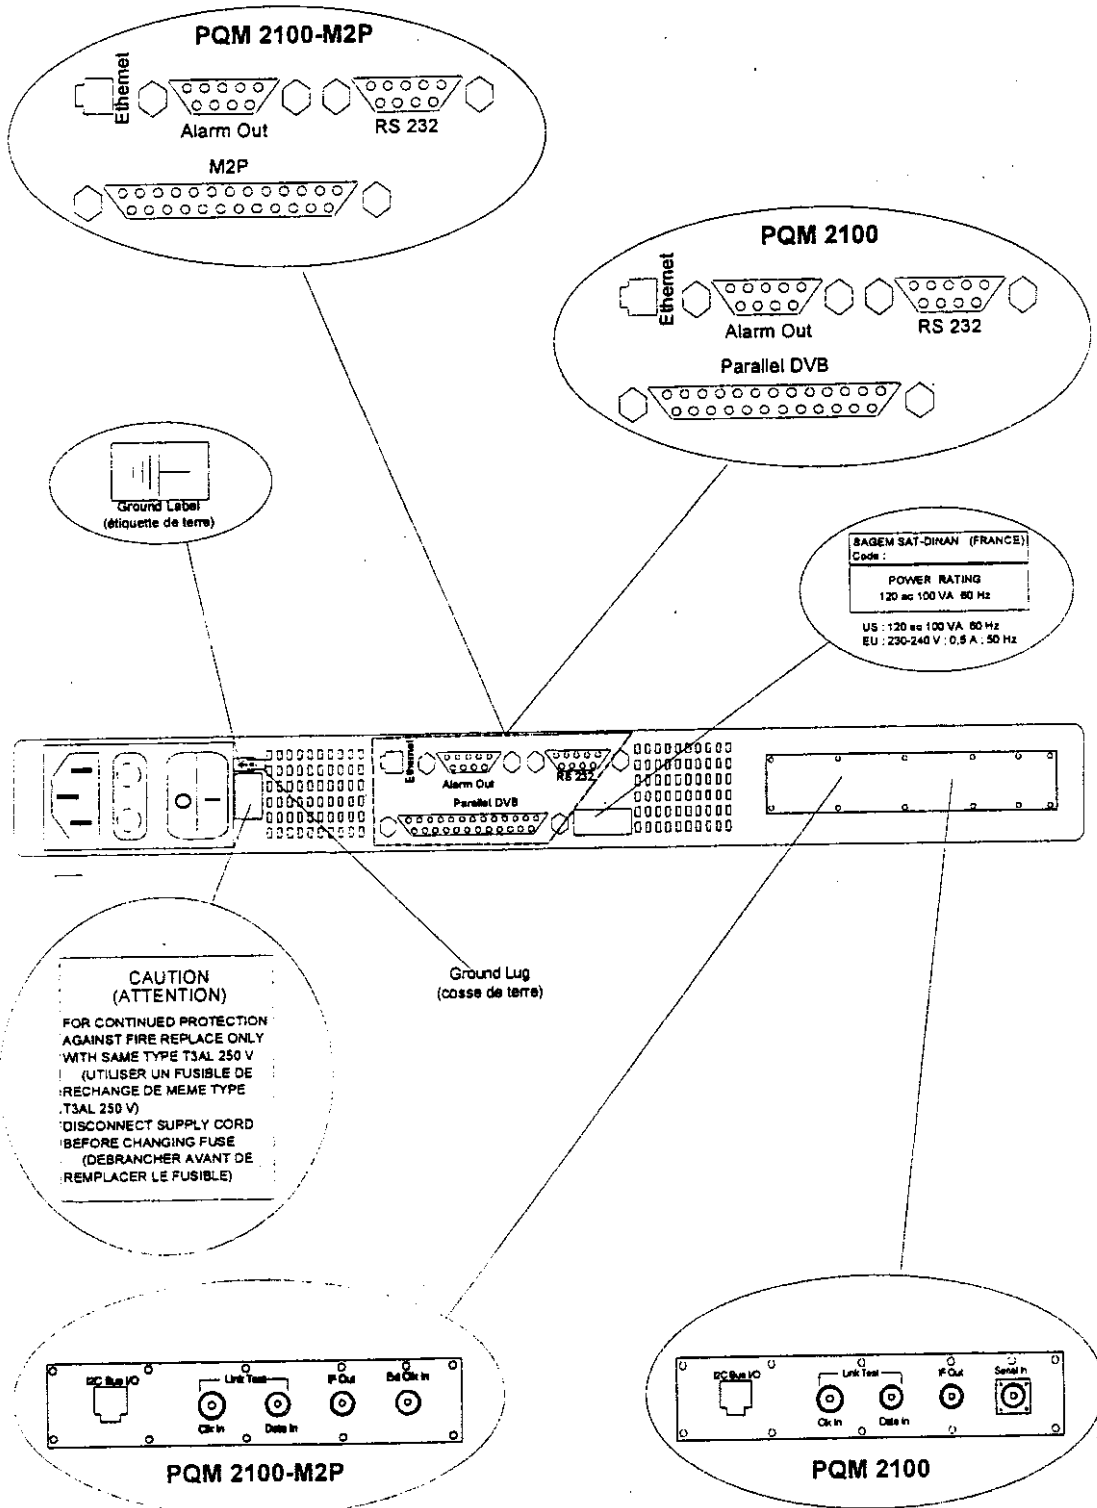 PQM 2100-M2P
Ethernet
Alarm Out
RS 232
M2P
PQM 2100
Ethernet
Alarm Out
RS 232
Parallel DVB
Ground Label
(étiquette de terre)
SAGEM SAT-DINAN (FRANCE)
Code :
POWER RATING
120 ac 100 VA 60 Hz
US : 120 ac 100 VA 60 Hz
EU : 230-240 V ; 0,5 A ; 50 Hz
Ethernet
Alarm Out
RS 232
Parallel DVB
Ground Lug
(cosse de terre)
CAUTION
(ATTENTION)
FOR CONTINUED PROTECTION
AGAINST FIRE REPLACE ONLY
WITH SAME TYPE T3AL 250 V
(UTILISER UN FUSIBLE DE
RECHANGE DE MEME TYPE
T3AL 250 V)
DISCONNECT SUPPLY CORD
BEFORE CHANGING FUSE
(DEBRANCHER AVANT DE
REMPLACER LE FUSIBLE)
I2C Bus I/O
Link Test
IF Out
Ext Clk In
Clk In
Data In
PQM 2100-M2P
I2C Bus I/O
Link Test
IF Out
Serial In
Clk In
Data In
PQM 2100